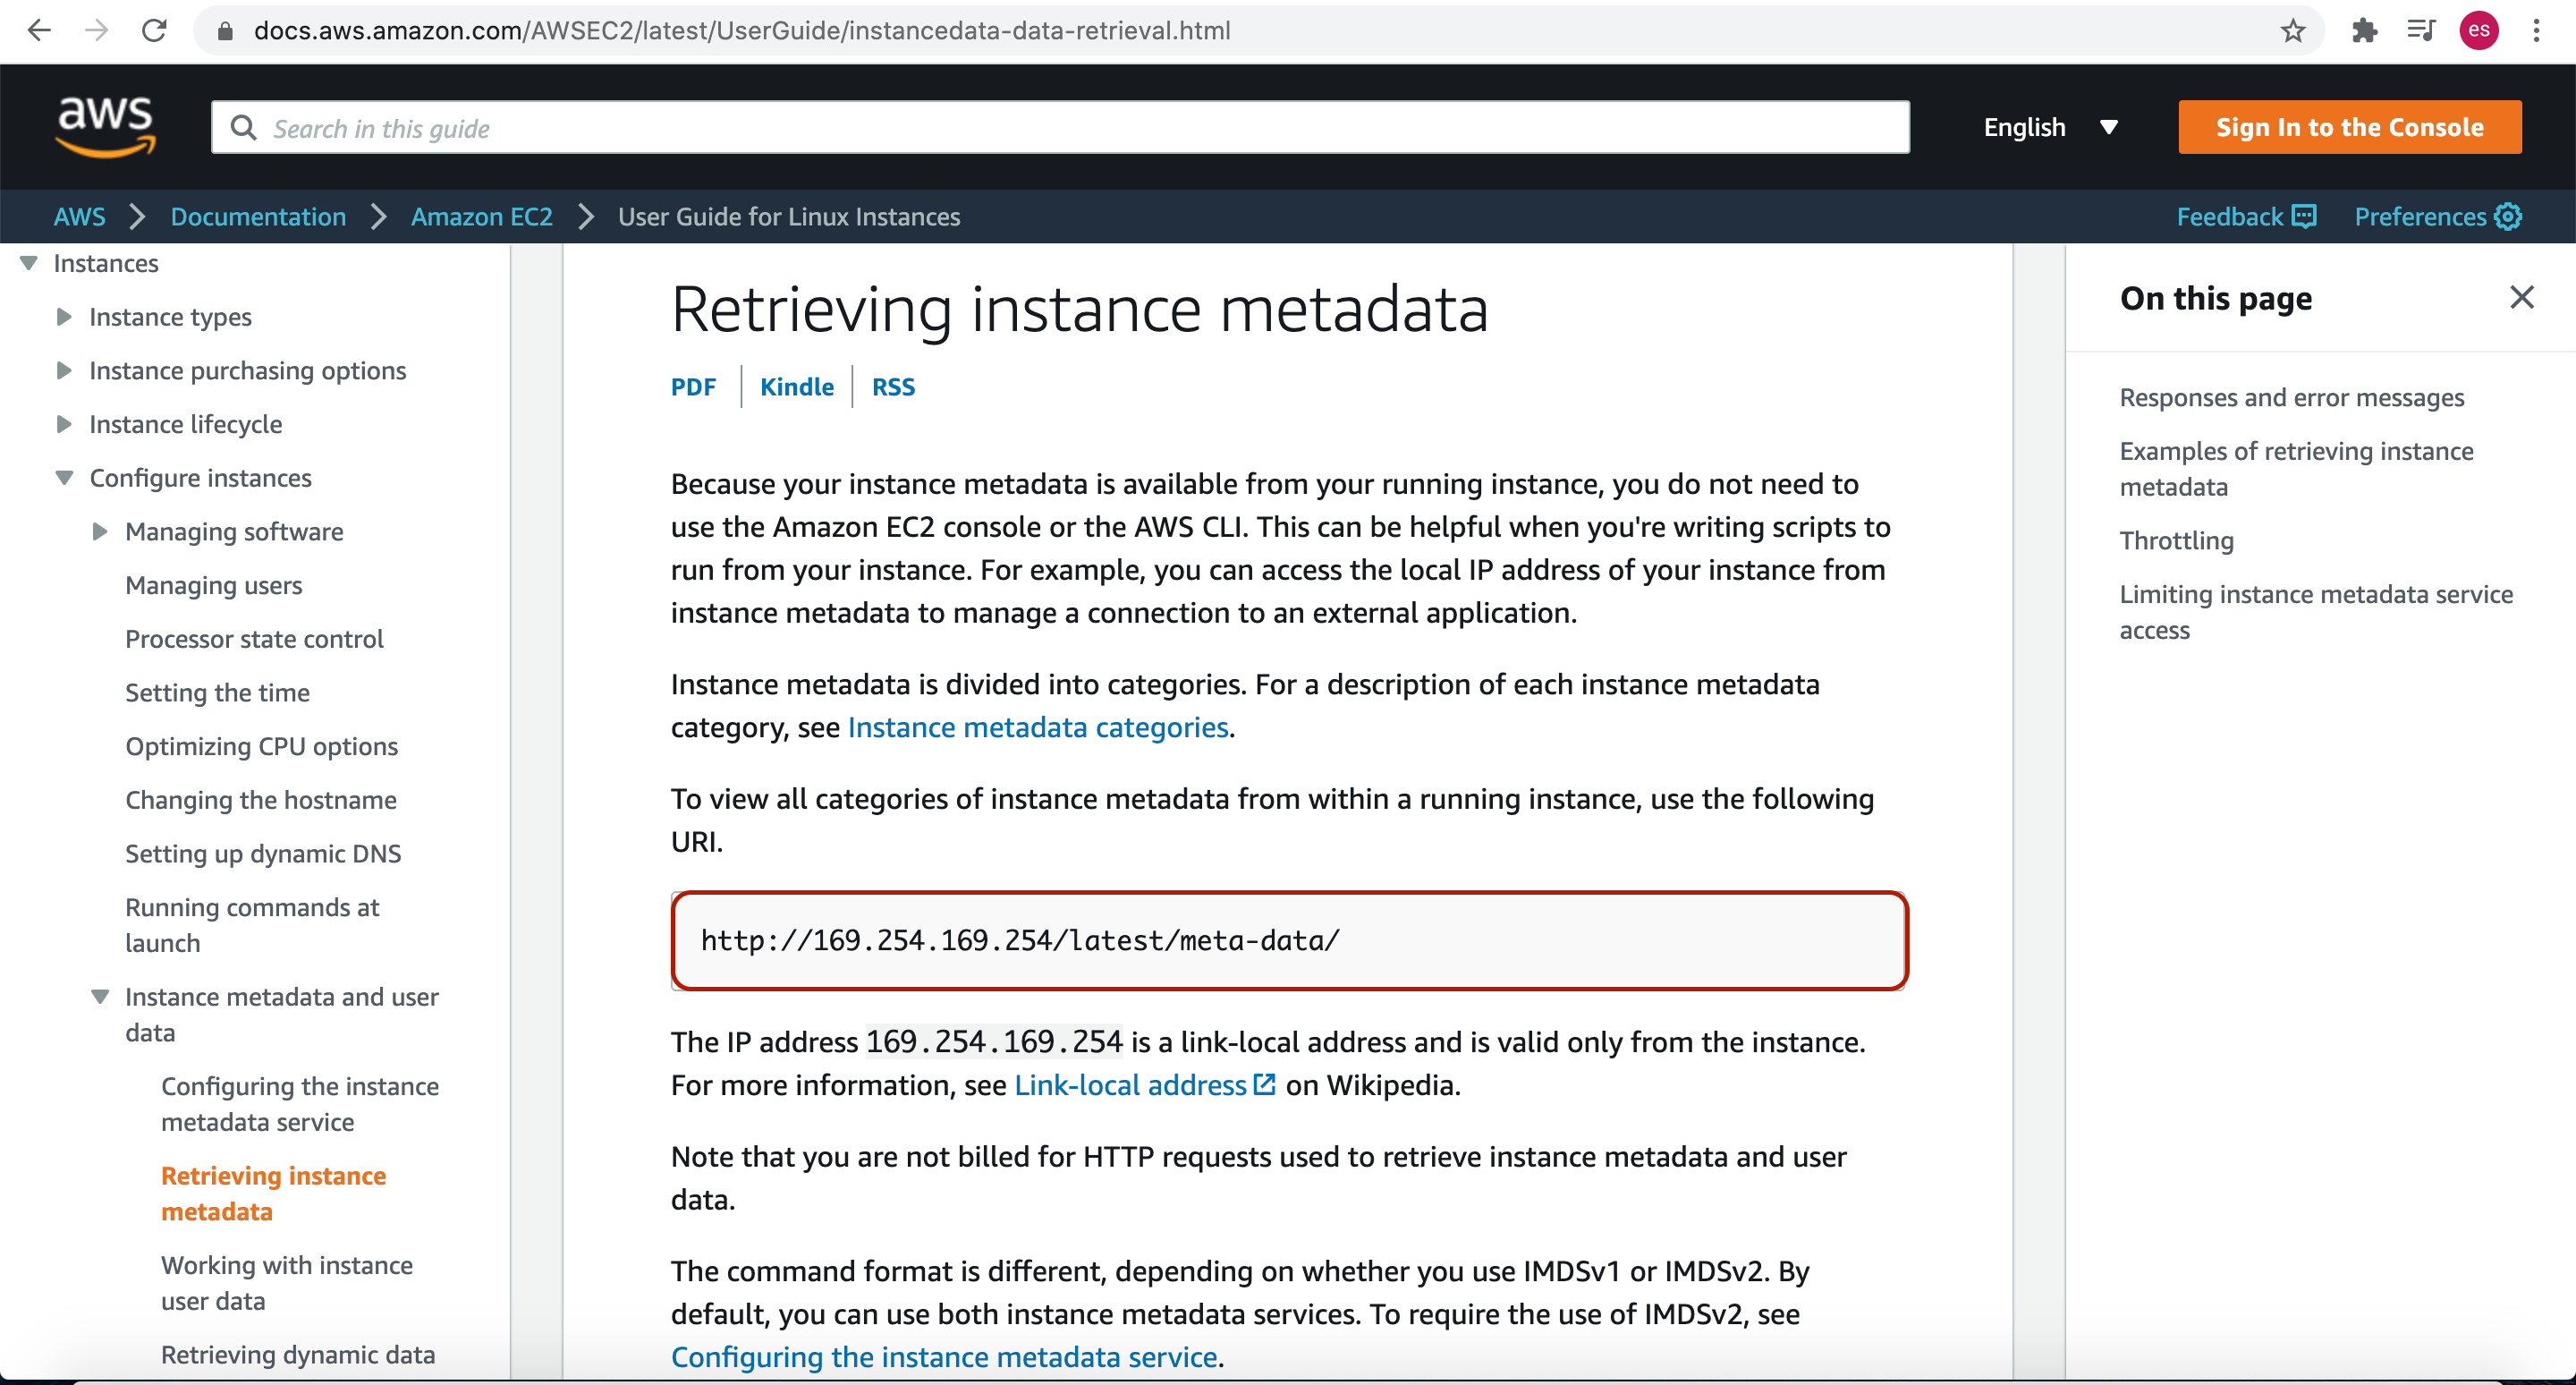 docs.aws.amazon.com/AWSEC2/latest/UserGuide/instancedata-data-retrieval.html
es
aws
Search in this guide
English
Sign In to the Console
AWS
Documentation
Amazon EC2
User Guide for Linux Instances
Feedback
Preferences
Instances
Instance types
Instance purchasing options
Instance lifecycle
Configure instances
Managing software
Managing users
Processor state control
Setting the time
Optimizing CPU options
Changing the hostname
Setting up dynamic DNS
Running commands at
launch
Instance metadata and user
data
Configuring the instance
metadata service
Retrieving instance
metadata
Working with instance
user data
Retrieving dynamic data
Retrieving instance metadata
PDF
Kindle
RSS
Because your instance metadata is available from your running instance, you do not need to
use the Amazon EC2 console or the AWS CLI. This can be helpful when you're writing scripts to
run from your instance. For example, you can access the local IP address of your instance from
instance metadata to manage a connection to an external application.
Instance metadata is divided into categories. For a description of each instance metadata
category, see Instance metadata categories.
To view all categories of instance metadata from within a running instance, use the following
URI.
http://169.254.169.254/latest/meta-data/
The IP address 169.254.169.254 is a link-local address and is valid only from the instance.
For more information, see Link-local address on Wikipedia.
Note that you are not billed for HTTP requests used to retrieve instance metadata and user
data.
The command format is different, depending on whether you use IMDSv1 or IMDSv2. By
default, you can use both instance metadata services. To require the use of IMDSv2, see
Configuring the instance metadata service.
On this page
Responses and error messages
Examples of retrieving instance
metadata
Throttling
Limiting instance metadata service
access